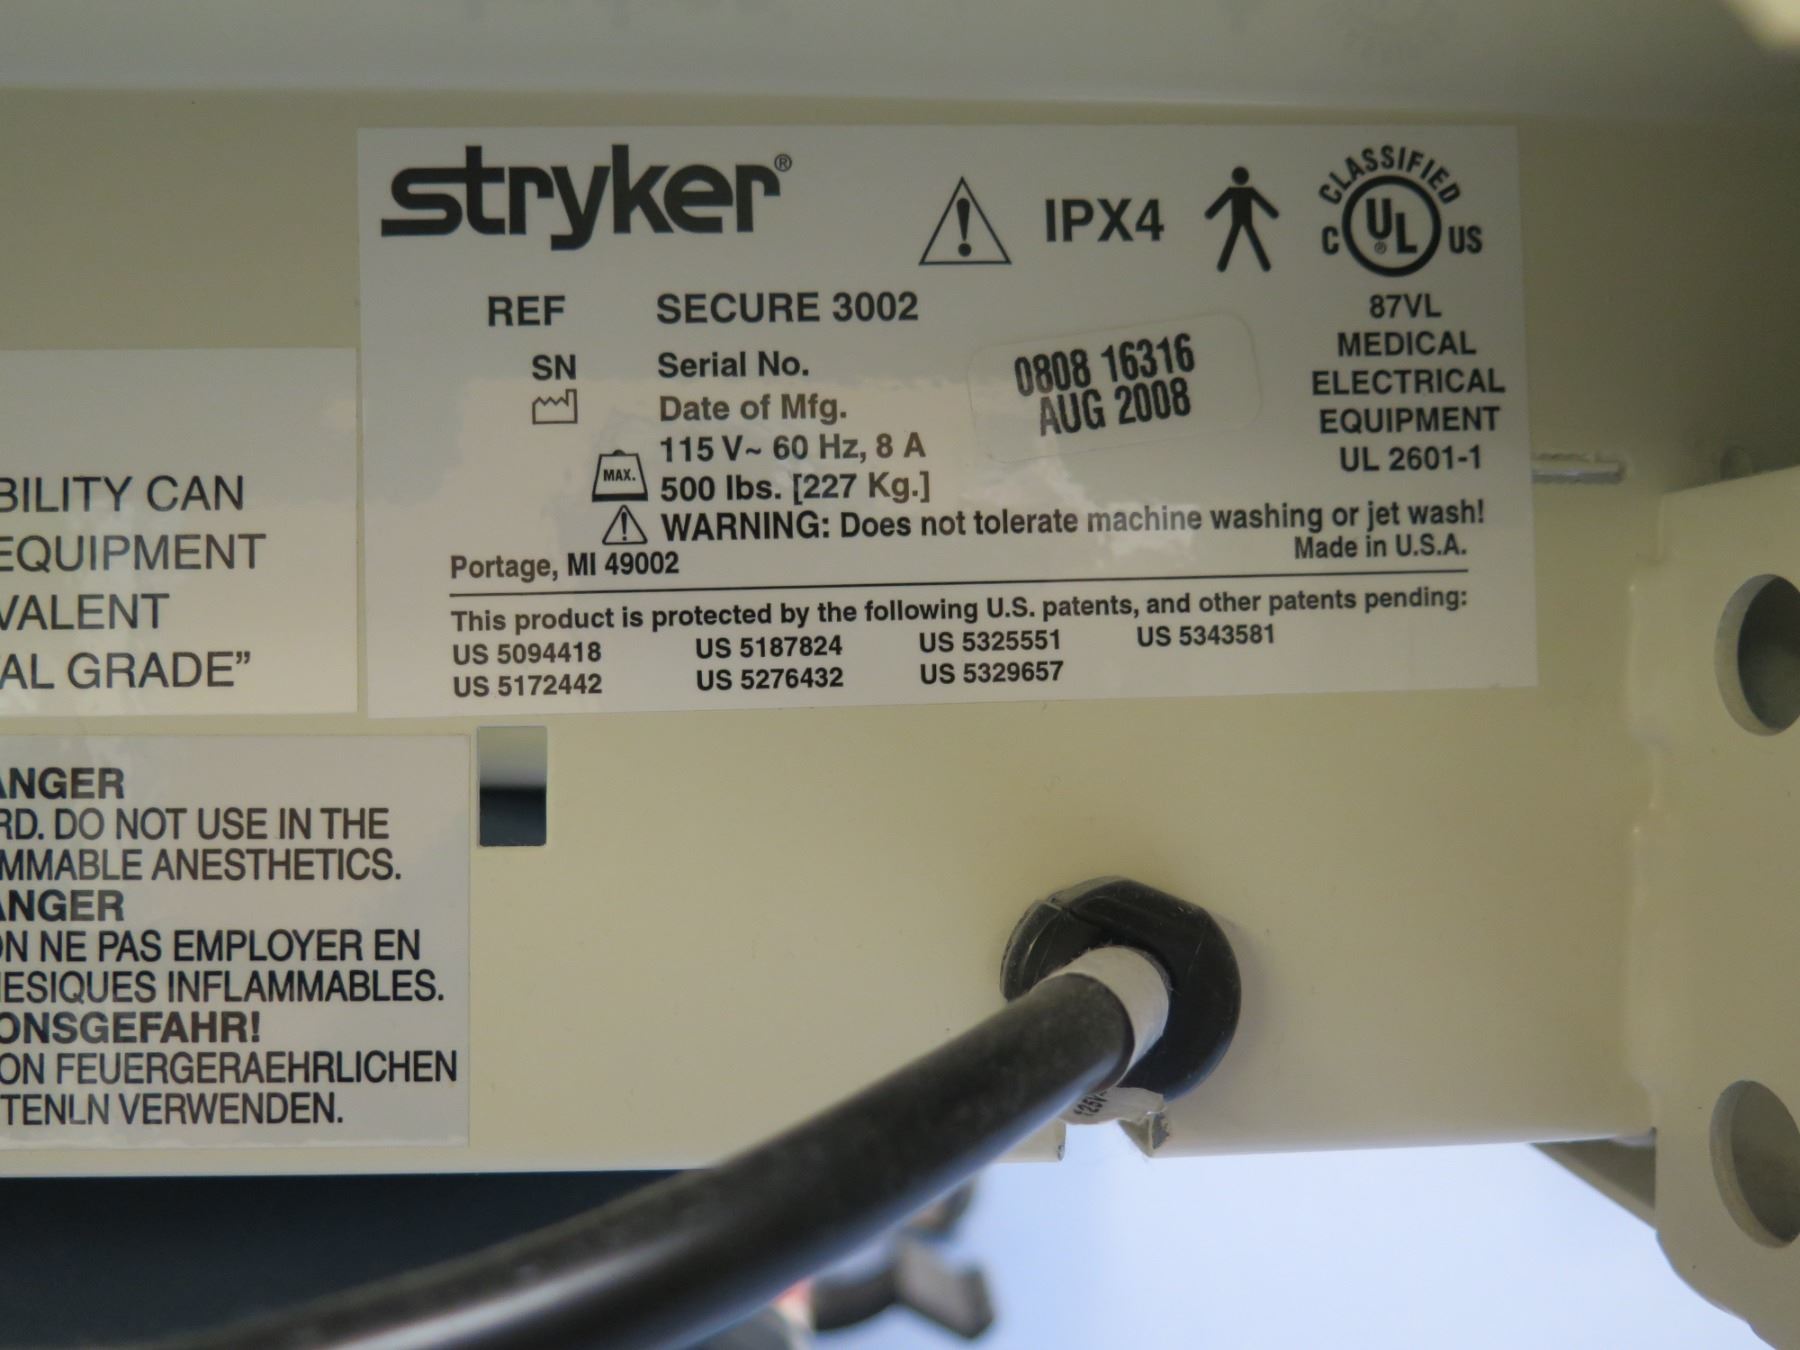 stryker®
IPX4
CLASSIFIED
C UL® US
REF SECURE 3002
87VL
MEDICAL
ELECTRICAL
EQUIPMENT
UL 2601-1
SN Serial No.
0808 16316
Date of Mfg.
AUG 2008
115 V~ 60 Hz, 8 A
MAX. 500 lbs. [227 Kg.]
WARNING: Does not tolerate machine washing or jet wash!
Portage, MI 49002
Made in U.S.A.
This product is protected by the following U.S. patents, and other patents pending:
US 5094418 US 5187824 US 5325551 US 5343581
US 5172442 US 5276432 US 5329657
BILITY CAN
EQUIPMENT
VALENT
AL GRADE”
ANGER
RD. DO NOT USE IN THE
MMABLE ANESTHETICS.
ANGER
ON NE PAS EMPLOYER EN
ESIQUES INFLAMMABLES.
ONSGEFAHR!
ON FEUERGERAEHRLICHEN
TENLN VERWENDEN.